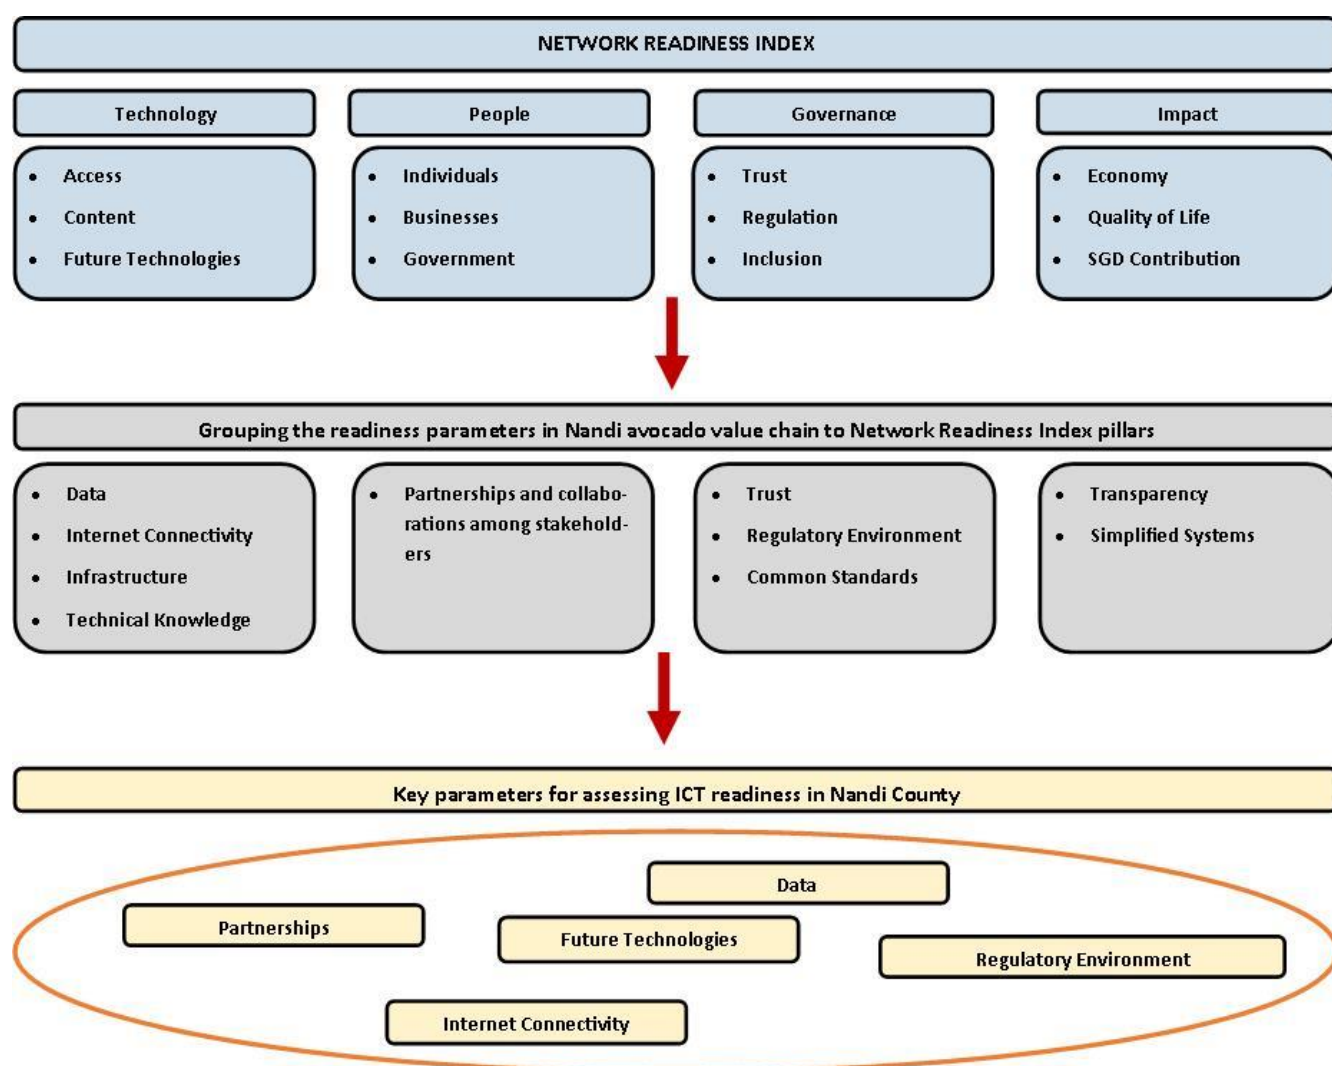 NETWORK READINESS INDEX
Technology
People
Governance
Impact
• Access
• Content
• Future Technologies
• Individuals
• Businesses
• Government
• Trust
• Regulation
• Inclusion
• Economy
• Quality of Life
• SGD Contribution
Grouping the readiness parameters in Nandi avocado value chain to Network Readiness Index pillars
• Data
• Internet Connectivity
• Infrastructure
• Technical Knowledge
• Partnerships and collabo-
rations among stakehold-
ers
• Trust
• Regulatory Environment
• Common Standards
• Transparency
• Simplified Systems
Key parameters for assessing ICT readiness in Nandi County
Data
Partnerships
Future Technologies
Regulatory Environment
Internet Connectivity